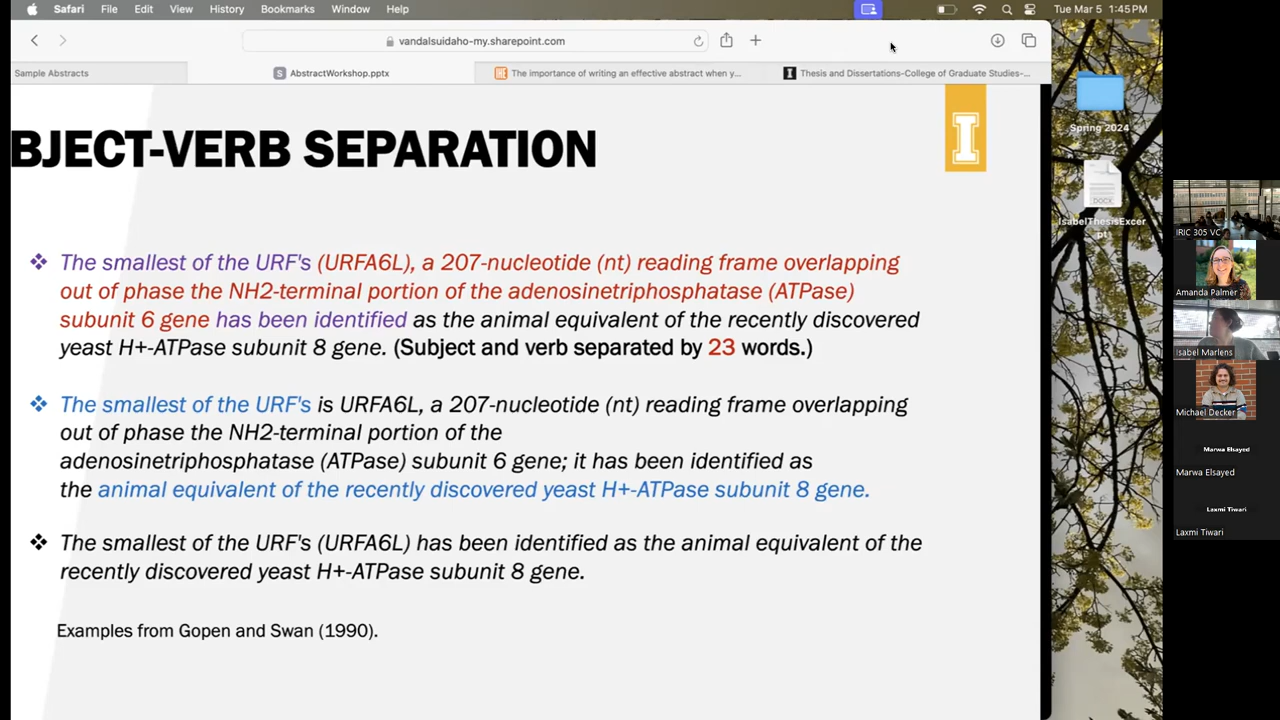 Safari File Edit View History Bookmarks Window Help Tue Mar 5 1:45 PM
vandalsuidaho-my.sharepoint.com
Sample Abstracts
AbstractWorkshop.pptx
The importance of writing an effective abstract when y...
Thesis and Dissertations-College of Graduate Studies-...
BJECT-VERB SEPARATION
I
❖ The smallest of the URF's (URFA6L), a 207-nucleotide (nt) reading frame overlapping
out of phase the NH2-terminal portion of the adenosinetriphosphatase (ATPase)
subunit 6 gene has been identified as the animal equivalent of the recently discovered
yeast H+-ATPase subunit 8 gene. (Subject and verb separated by 23 words.)
❖ The smallest of the URF's is URFA6L, a 207-nucleotide (nt) reading frame overlapping
out of phase the NH2-terminal portion of the
adenosinetriphosphatase (ATPase) subunit 6 gene; it has been identified as
the animal equivalent of the recently discovered yeast H+-ATPase subunit 8 gene.
❖ The smallest of the URF's (URFA6L) has been identified as the animal equivalent of the
recently discovered yeast H+-ATPase subunit 8 gene.
Examples from Gopen and Swan (1990).
Spring 2024
DOCX
IsabelThesisExcer
pt
IRIC 305 VC
Amanda Palmer
Isabel Marlens
Michael Decker
Marwa Elsayed
Marwa Elsayed
Laxmi Tiwari
Laxmi Tiwari